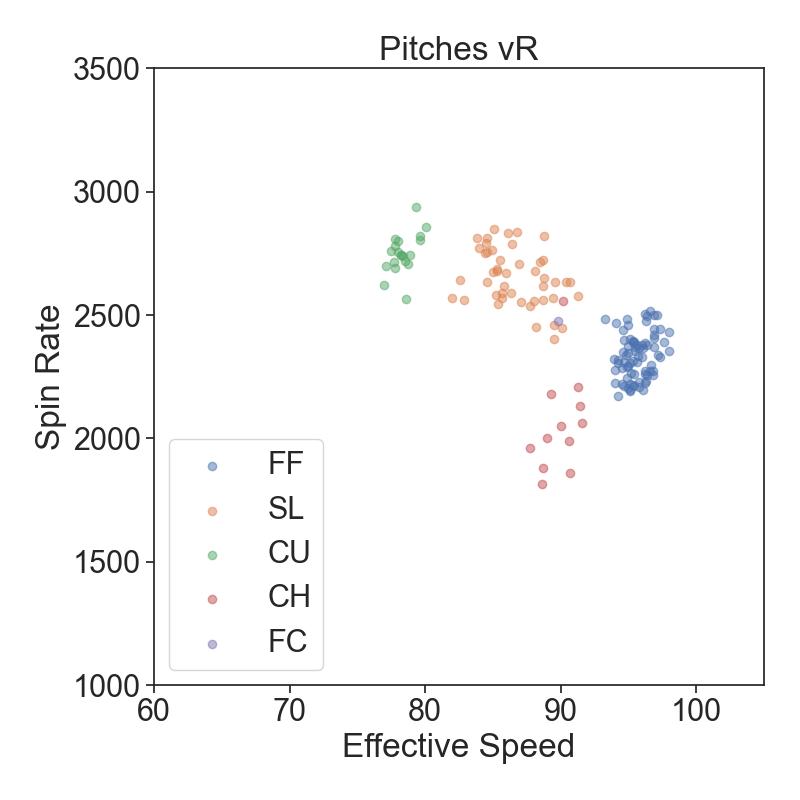 Pitches vR
3500
3000
2500
2000
1500
1000
Spin Rate
FF
SL
CU
CH
FC
60 70 80 90 100
Effective Speed